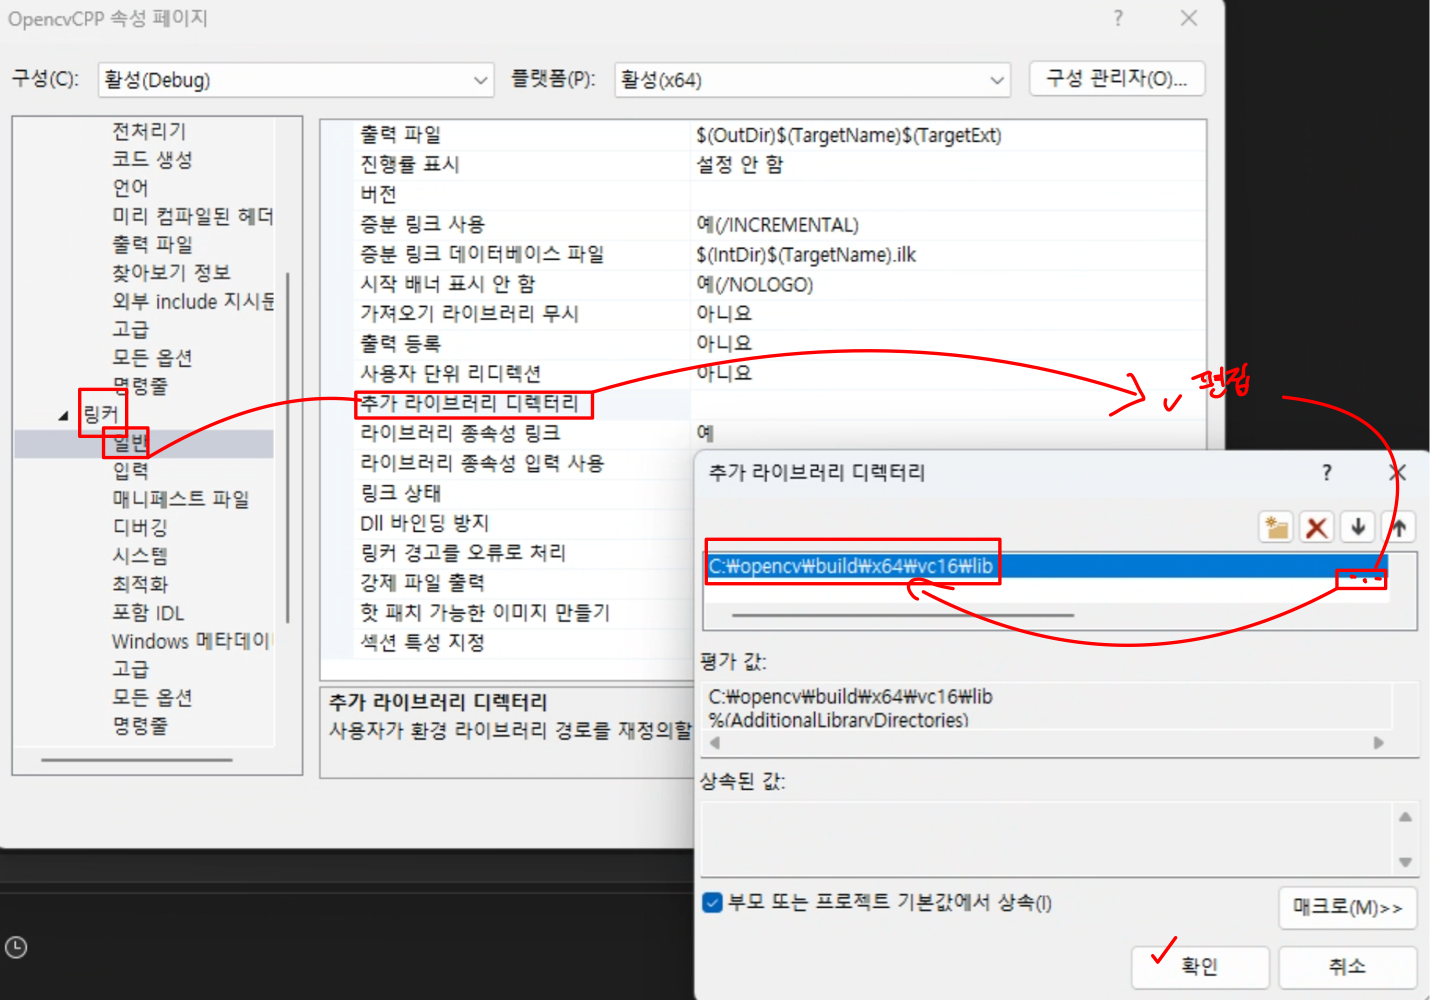 OpencvCPP 속성 페이지
구성(C):
활성(Debug)
플랫폼(P):
활성(x64)
구성 관리자(O)...
전처리기
코드 생성
언어
미리 컴파일된 헤더
출력 파일
찾아보기 정보
외부 include 지시문
고급
모든 옵션
명령줄
링커
일반
입력
매니페스트 파일
디버깅
시스템
최적화
포함 IDL
Windows 메타데이
고급
모든 옵션
명령줄
출력 파일 $(OutDir)$(TargetName)$(TargetExt)
진행률 표시 설정 안 함
버전
증분 링크 사용 예(/INCREMENTAL)
증분 링크 데이터베이스 파일 $(IntDir)$(TargetName).ilk
시작 배너 표시 안 함 예(/NOLOGO)
가져오기 라이브러리 무시 아니요
출력 등록 아니요
사용자 단위 리디렉션 아니요
추가 라이브러리 디렉터리
라이브러리 종속성 링크 예
라이브러리 종속성 입력 사용
링크 상태
Dll 바인딩 방지
링커 경고를 오류로 처리
강제 파일 출력
핫 패치 가능한 이미지 만들기
섹션 특성 지정
추가 라이브러리 디렉터리
사용자가 환경 라이브러리 경로를 재정의할
편집
추가 라이브러리 디렉터리
C:₩opencv₩build₩x64₩vc16₩lib
...
평가 값:
C:₩opencv₩build₩x64₩vc16₩lib
%(AdditionalLibraryDirectories)
상속된 값:
부모 또는 프로젝트 기본값에서 상속(I)
매크로(M)>>
확인
취소